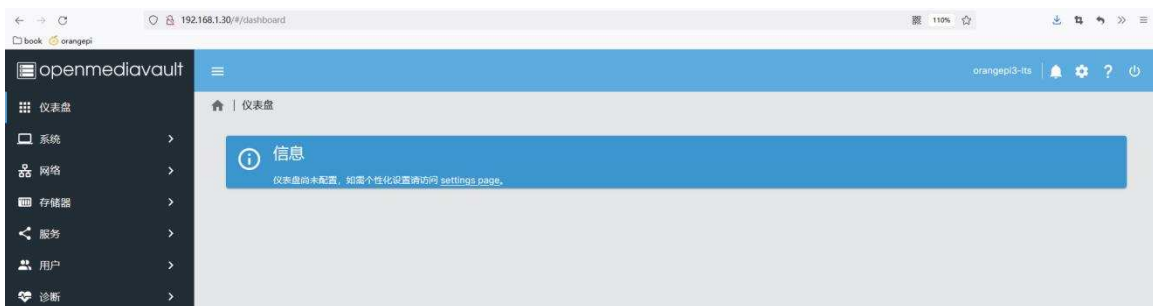 192.168.1.30/#/dashboard
110%
book
orangepi
openmediavault
orangepi3-lts
仪表盘
仪表盘
系统
网络
存储器
服务
用户
诊断
信息
仪表盘尚未配置，如需个性化设置请访问 settings page。